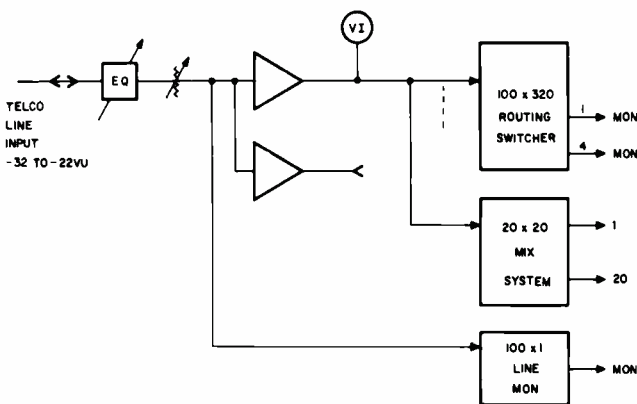 VI
EQ
TELCO
LINE
INPUT
-32 TO -22VU
100 x 320
ROUTING
SWITCHER
1
MON
4
MON
20 x 20
MIX
SYSTEM
1
20
100 x 1
LINE
MON
MON